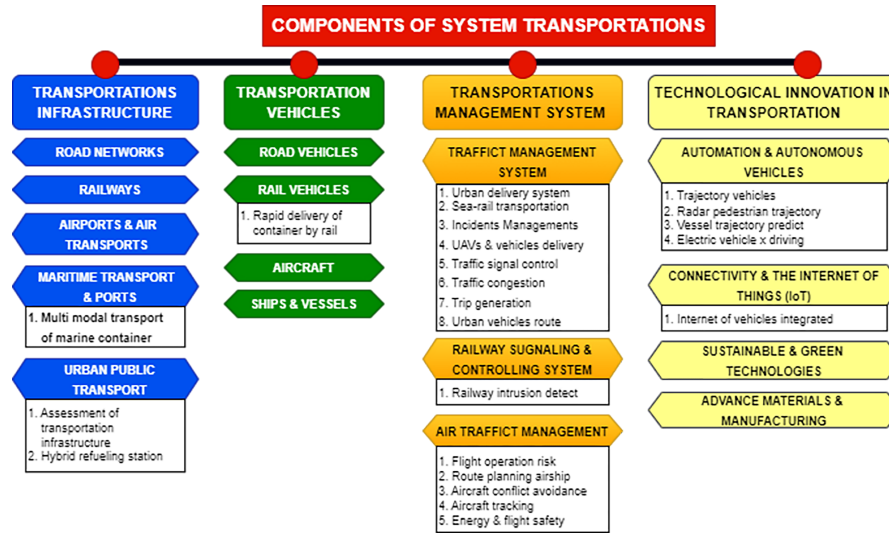 COMPONENTS OF SYSTEM TRANSPORTATIONS
TRANSPORTATIONS
INFRASTRUCTURE
ROAD NETWORKS
RAILWAYS
AIRPORTS & AIR
TRANSPORTS
MARITIME TRANSPORT
& PORTS
1. Multi modal transport
of marine container
URBAN PUBLIC
TRANSPORT
1. Assessment of
transportation
infrastructure
2. Hybrid refueling station
TRANSPORTATION
VEHICLES
ROAD VEHICLES
RAIL VEHICLES
1. Rapid delivery of
container by rail
AIRCRAFT
SHIPS & VESSELS
TRANSPORTATIONS
MANAGEMENT SYSTEM
TRAFFICT MANAGEMENT
SYSTEM
1. Urban delivery system
2. Sea-rail transportation
3. Incidents Managements
4. UAVs & vehicles delivery
5. Traffic signal control
6. Traffic congestion
7. Trip generation
8. Urban vehicles route
RAILWAY SUGNALING &
CONTROLLING SYSTEM
1. Railway intrusion detect
AIR TRAFFICT MANAGEMENT
1. Flight operation risk
2. Route planning airship
3. Aircraft conflict avoidance
4. Aircraft tracking
5. Energy & flight safety
TECHNOLOGICAL INNOVATION IN
TRANSPORTATION
AUTOMATION & AUTONOMOUS
VEHICLES
1. Trajectory vehicles
2. Radar pedestrian trajectory
3. Vessel trajectory predict
4. Electric vehicle x driving
CONNECTIVITY & THE INTERNET OF
THINGS (IoT)
1. Internet of vehicles integrated
SUSTAINABLE & GREEN
TECHNOLOGIES
ADVANCE MATERIALS &
MANUFACTURING